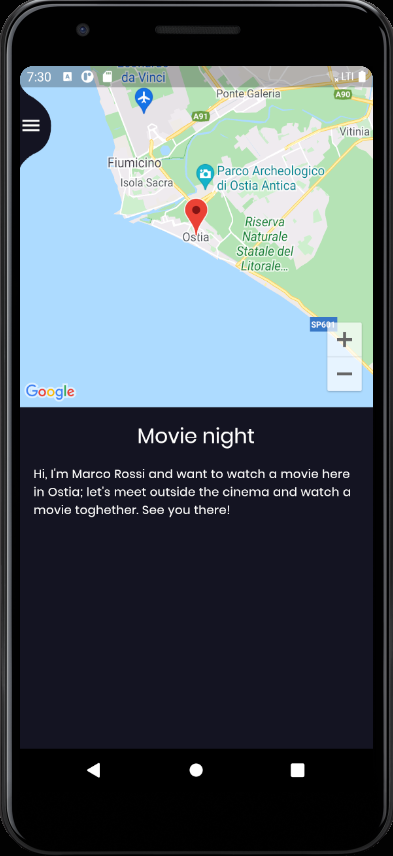 7:30 A LTE
Leonardo
da Vinci
Ponte Galeria
A90
A91
Vitinia
Fiumicino
Parco Archeologico
di Ostia Antica
Isola Sacra
Riserva
Naturale
Statale del
Litorale...
Ostia
SP601
+
−
Google
Movie night
Hi, I'm Marco Rossi and want to watch a movie here
in Ostia; let's meet outside the cinema and watch a
movie toghether. See you there!